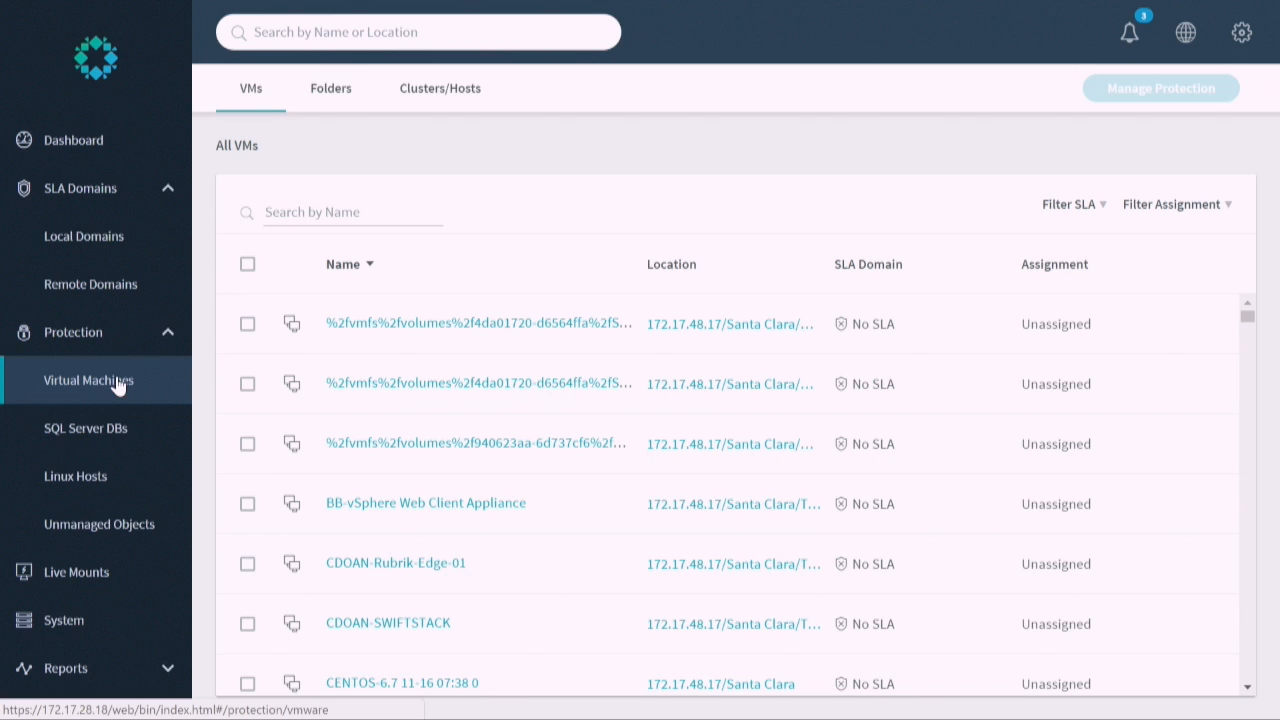 Search by Name or Location
3
VMs
Folders
Clusters/Hosts
Manage Protection
Dashboard
SLA Domains
Local Domains
Remote Domains
Protection
Virtual Machines
SQL Server DBs
Linux Hosts
Unmanaged Objects
Live Mounts
System
Reports
All VMs
Search by Name
Filter SLA
Filter Assignment
Name Location SLA Domain Assignment
%2fvmfs%2fvolumes%2f4da01720-d6564ffa%2fS... 172.17.48.17/Santa Clara/... No SLA Unassigned
%2fvmfs%2fvolumes%2f4da01720-d6564ffa%2fS... 172.17.48.17/Santa Clara/... No SLA Unassigned
%2fvmfs%2fvolumes%2f940623aa-6d737cf6%2f... 172.17.48.17/Santa Clara/... No SLA Unassigned
BB-vSphere Web Client Appliance 172.17.48.17/Santa Clara/T... No SLA Unassigned
CDOAN-Rubrik-Edge-01 172.17.48.17/Santa Clara/T... No SLA Unassigned
CDOAN-SWIFTSTACK 172.17.48.17/Santa Clara/T... No SLA Unassigned
CENTOS-6.7 11-16 07:38 0 172.17.48.17/Santa Clara No SLA Unassigned
https://172.17.28.18/web/bin/index.html#/protection/vmware